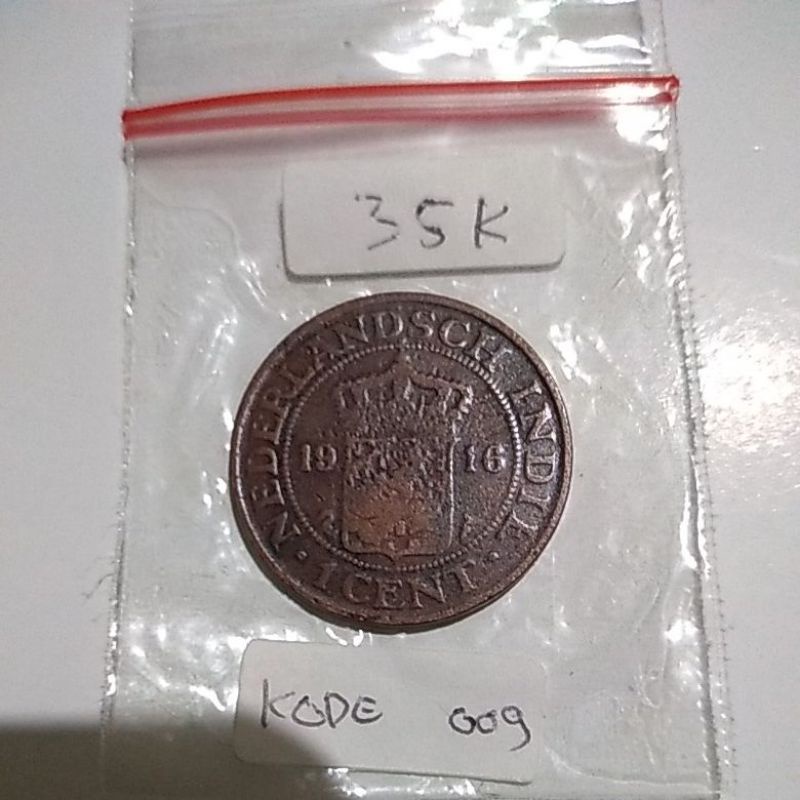 35K
NEDERLANDSCH INDIE
19 16
· 1 CENT ·
KODE 009